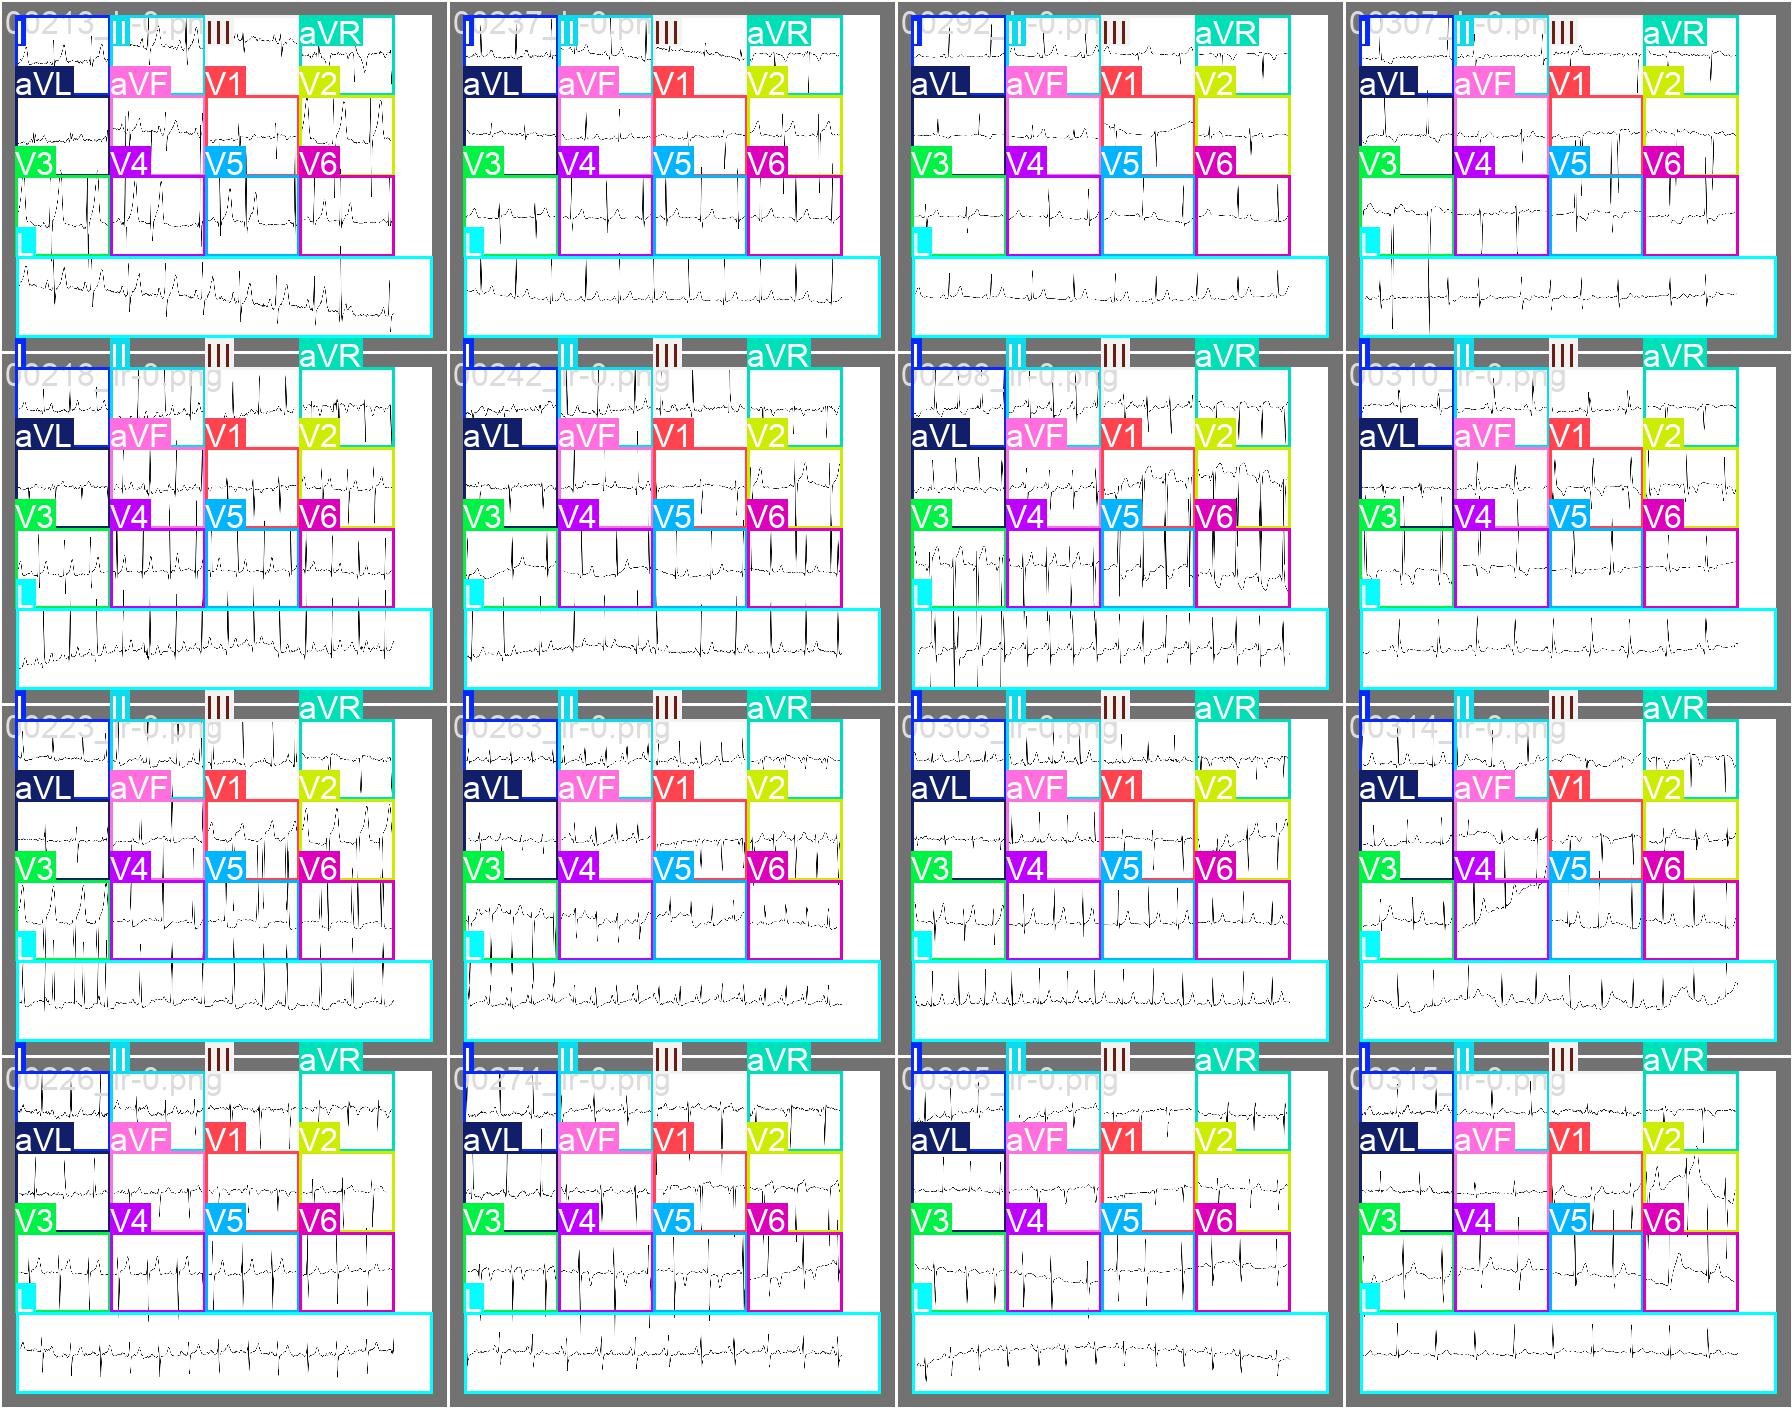 00213_lr-0.png
I II III aVR
aVL aVF V1 V2
V3 V4 V5 V6
L
00237_lr-0.png
I II III aVR
aVL aVF V1 V2
V3 V4 V5 V6
L
00292_lr-0.png
I II III aVR
aVL aVF V1 V2
V3 V4 V5 V6
L
00307_lr-0.png
I II III aVR
aVL aVF V1 V2
V3 V4 V5 V6
L
I II III aVR
00218_lr-0.png
aVL aVF V1 V2
V3 V4 V5 V6
L
I II III aVR
00242_lr-0.png
aVL aVF V1 V2
V3 V4 V5 V6
L
I II III aVR
00298_lr-0.png
aVL aVF V1 V2
V3 V4 V5 V6
L
I II III aVR
00310_lr-0.png
aVL aVF V1 V2
V3 V4 V5 V6
L
I II III aVR
00223_lr-0.png
aVL aVF V1 V2
V3 V4 V5 V6
L
I II III aVR
00263_lr-0.png
aVL aVF V1 V2
V3 V4 V5 V6
L
I II III aVR
00303_lr-0.png
aVL aVF V1 V2
V3 V4 V5 V6
L
I II III aVR
00314_lr-0.png
aVL aVF V1 V2
V3 V4 V5 V6
L
I II III aVR
00226_lr-0.png
aVL aVF V1 V2
V3 V4 V5 V6
L
I II III aVR
00274_lr-0.png
aVL aVF V1 V2
V3 V4 V5 V6
L
I II III aVR
00305_lr-0.png
aVL aVF V1 V2
V3 V4 V5 V6
L
I II III aVR
00315_lr-0.png
aVL aVF V1 V2
V3 V4 V5 V6
L